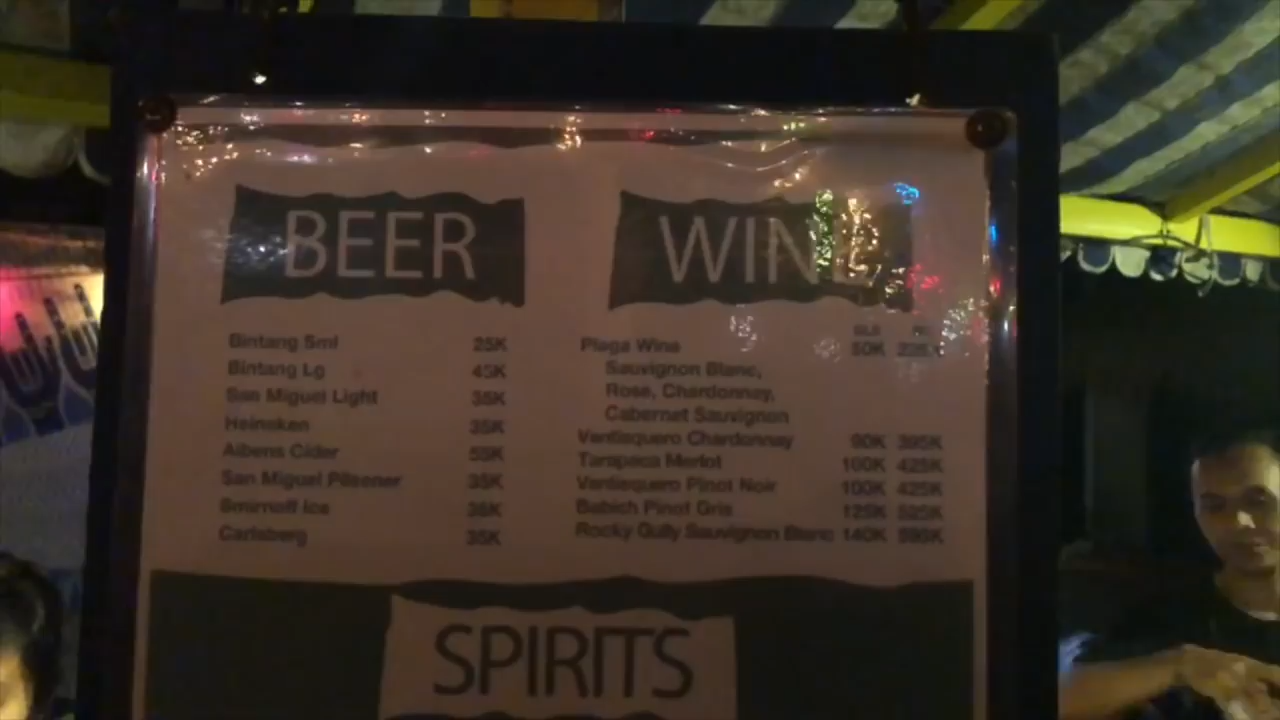 BEER
Bintang Sml 25K
Bintang Lg 45K
San Miguel Light 35K
Heineken 35K
Albens Cider 55K
San Miguel Pilsener 35K
Smirnoff Ice 35K
Carlsberg 35K
WINE
Plaga Wine 50K
Sauvignon Blanc,
Rose, Chardonnay,
Cabernet Sauvignon
Ventisquero Chardonnay 90K 395K
Tarapaca Merlot 100K 425K
Ventisquero Pinot Noir 100K 425K
Babich Pinot Gris 125K 525K
Rocky Gully Sauvignon Blanc 140K 595K
SPIRITS